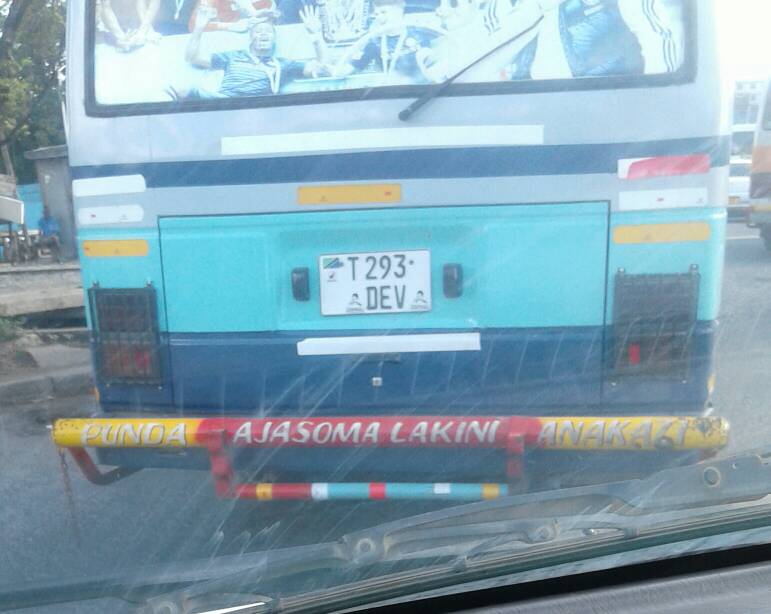 T 293
DEV
PUNDA AJASOMA LAKINI ANAKAZI